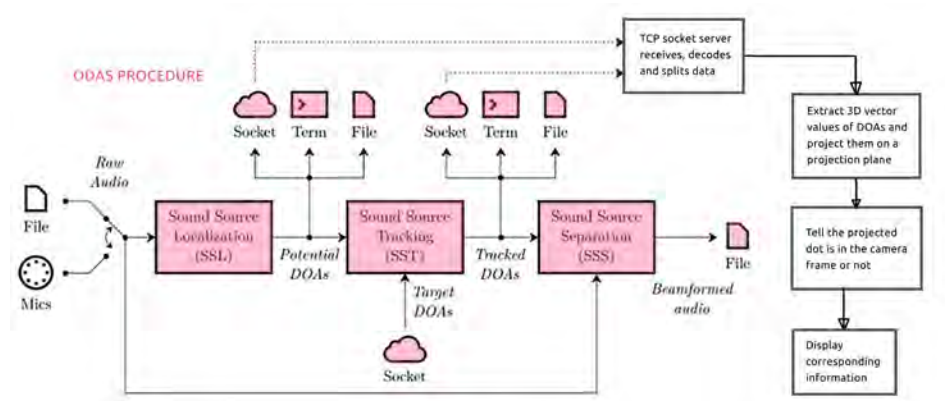 TCP socket server
receives, decodes
and splits data
ODAS PROCEDURE
Socket
Term
File
Socket
Term
File
Extract 3D vector
values of DOAs and
project them on a
projection plane
Raw
Audio
File
Mics
Sound Source
Localization
(SSL)
Potential
DOAs
Sound Source
Tracking
(SST)
Tracked
DOAs
Sound Source
Separation
(SSS)
File
Beamformed
audio
Target
DOAs
Socket
Tell the projected
dot is in the camera
frame or not
Display
corresponding
information